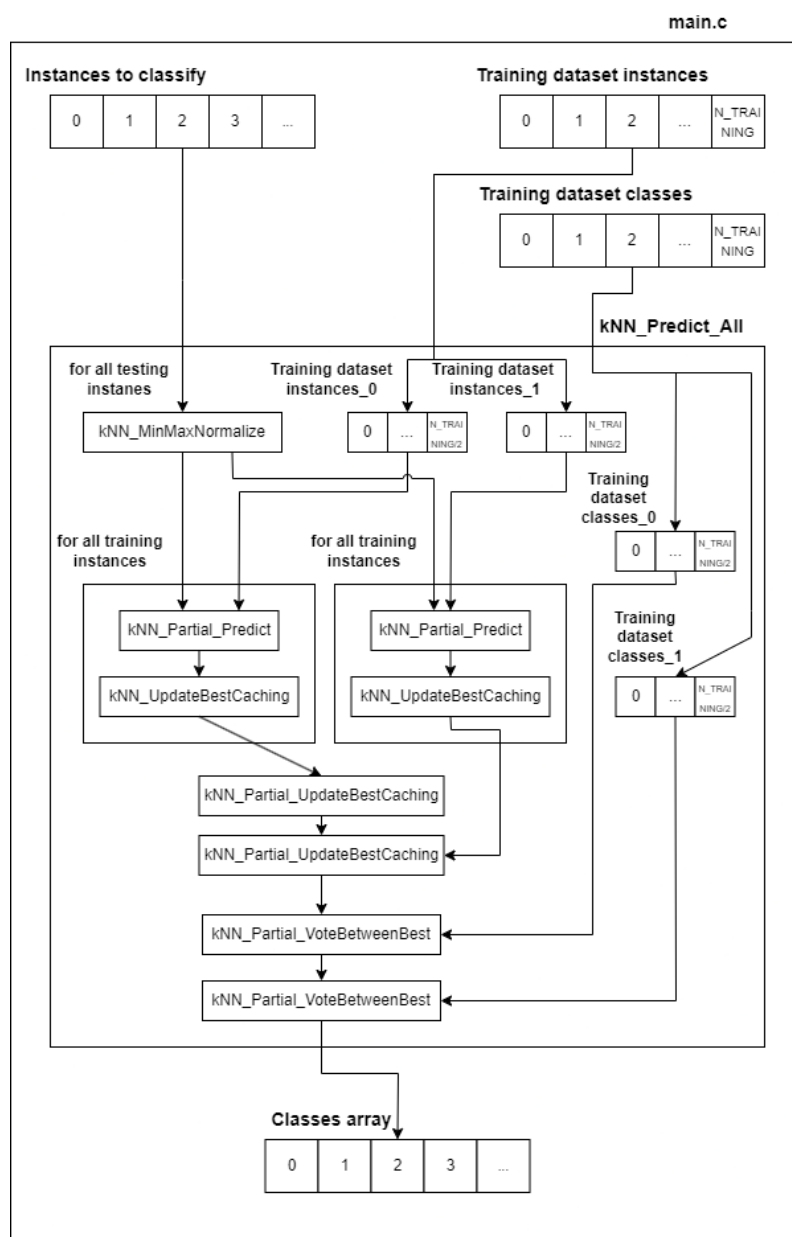 main.c
Instances to classify
Training dataset instances
0 1 2 3 ...
0 1 2 ... N_TRAI
NING
Training dataset classes
0 1 2 ... N_TRAI
NING
kNN_Predict_All
for all testing
instanes
Training dataset
instances_0
Training dataset
instances_1
kNN_MinMaxNormalize
0 ... N_TRAI
NING/2
0 ... N_TRAI
NING/2
Training
dataset
classes_0
0 ... N_TRAI
NING/2
for all training
instances
for all training
instances
kNN_Partial_Predict
kNN_Partial_Predict
Training
dataset
classes_1
0 ... N_TRAI
NING/2
kNN_UpdateBestCaching
kNN_UpdateBestCaching
kNN_Partial_UpdateBestCaching
kNN_Partial_UpdateBestCaching
kNN_Partial_VoteBetweenBest
kNN_Partial_VoteBetweenBest
Classes array
0 1 2 3 ...